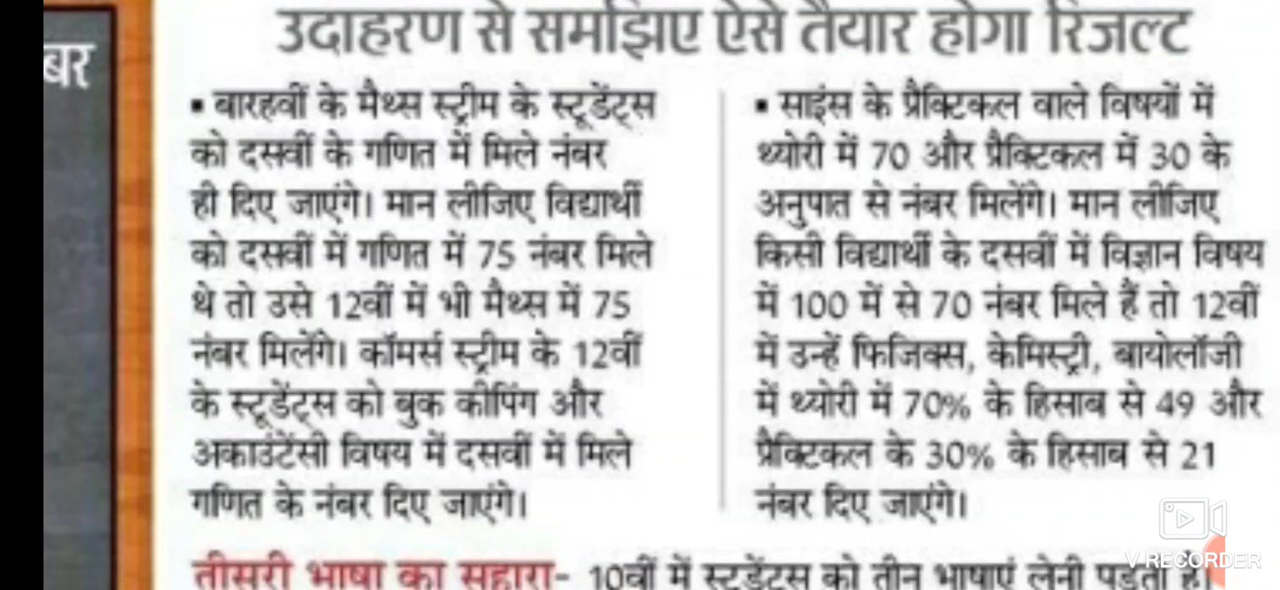 बर
उदाहरण से समझिए ऐसे तैयार होगा रिजल्ट
▪ बारहवीं के मैथ्स स्ट्रीम के स्टूडेंट्स
को दसवीं के गणित में मिले नंबर
ही दिए जाएंगे। मान लीजिए विद्यार्थी
को दसवीं में गणित में 75 नंबर मिले
थे तो उसे 12वीं में भी मैथ्स में 75
नंबर मिलेंगे। कॉमर्स स्ट्रीम के 12वीं
के स्टूडेंट्स को बुक कीपिंग और
अकाउंटेंसी विषय में दसवीं में मिले
गणित के नंबर दिए जाएंगे।
▪ साइंस के प्रैक्टिकल वाले विषयों में
थ्योरी में 70 और प्रैक्टिकल में 30 के
अनुपात से नंबर मिलेंगे। मान लीजिए
किसी विद्यार्थी के दसवीं में विज्ञान विषय
में 100 में से 70 नंबर मिले हैं तो 12वीं
में उन्हें फिजिक्स, केमिस्ट्री, बायोलॉजी
में थ्योरी में 70% के हिसाब से 49 और
प्रैक्टिकल के 30% के हिसाब से 21
नंबर दिए जाएंगे।
तीसरी भाषा का सहारा- 10वीं में स्टूडेंट्स को तीन भाषाएं लेनी पड़ती है।
V RECORDER